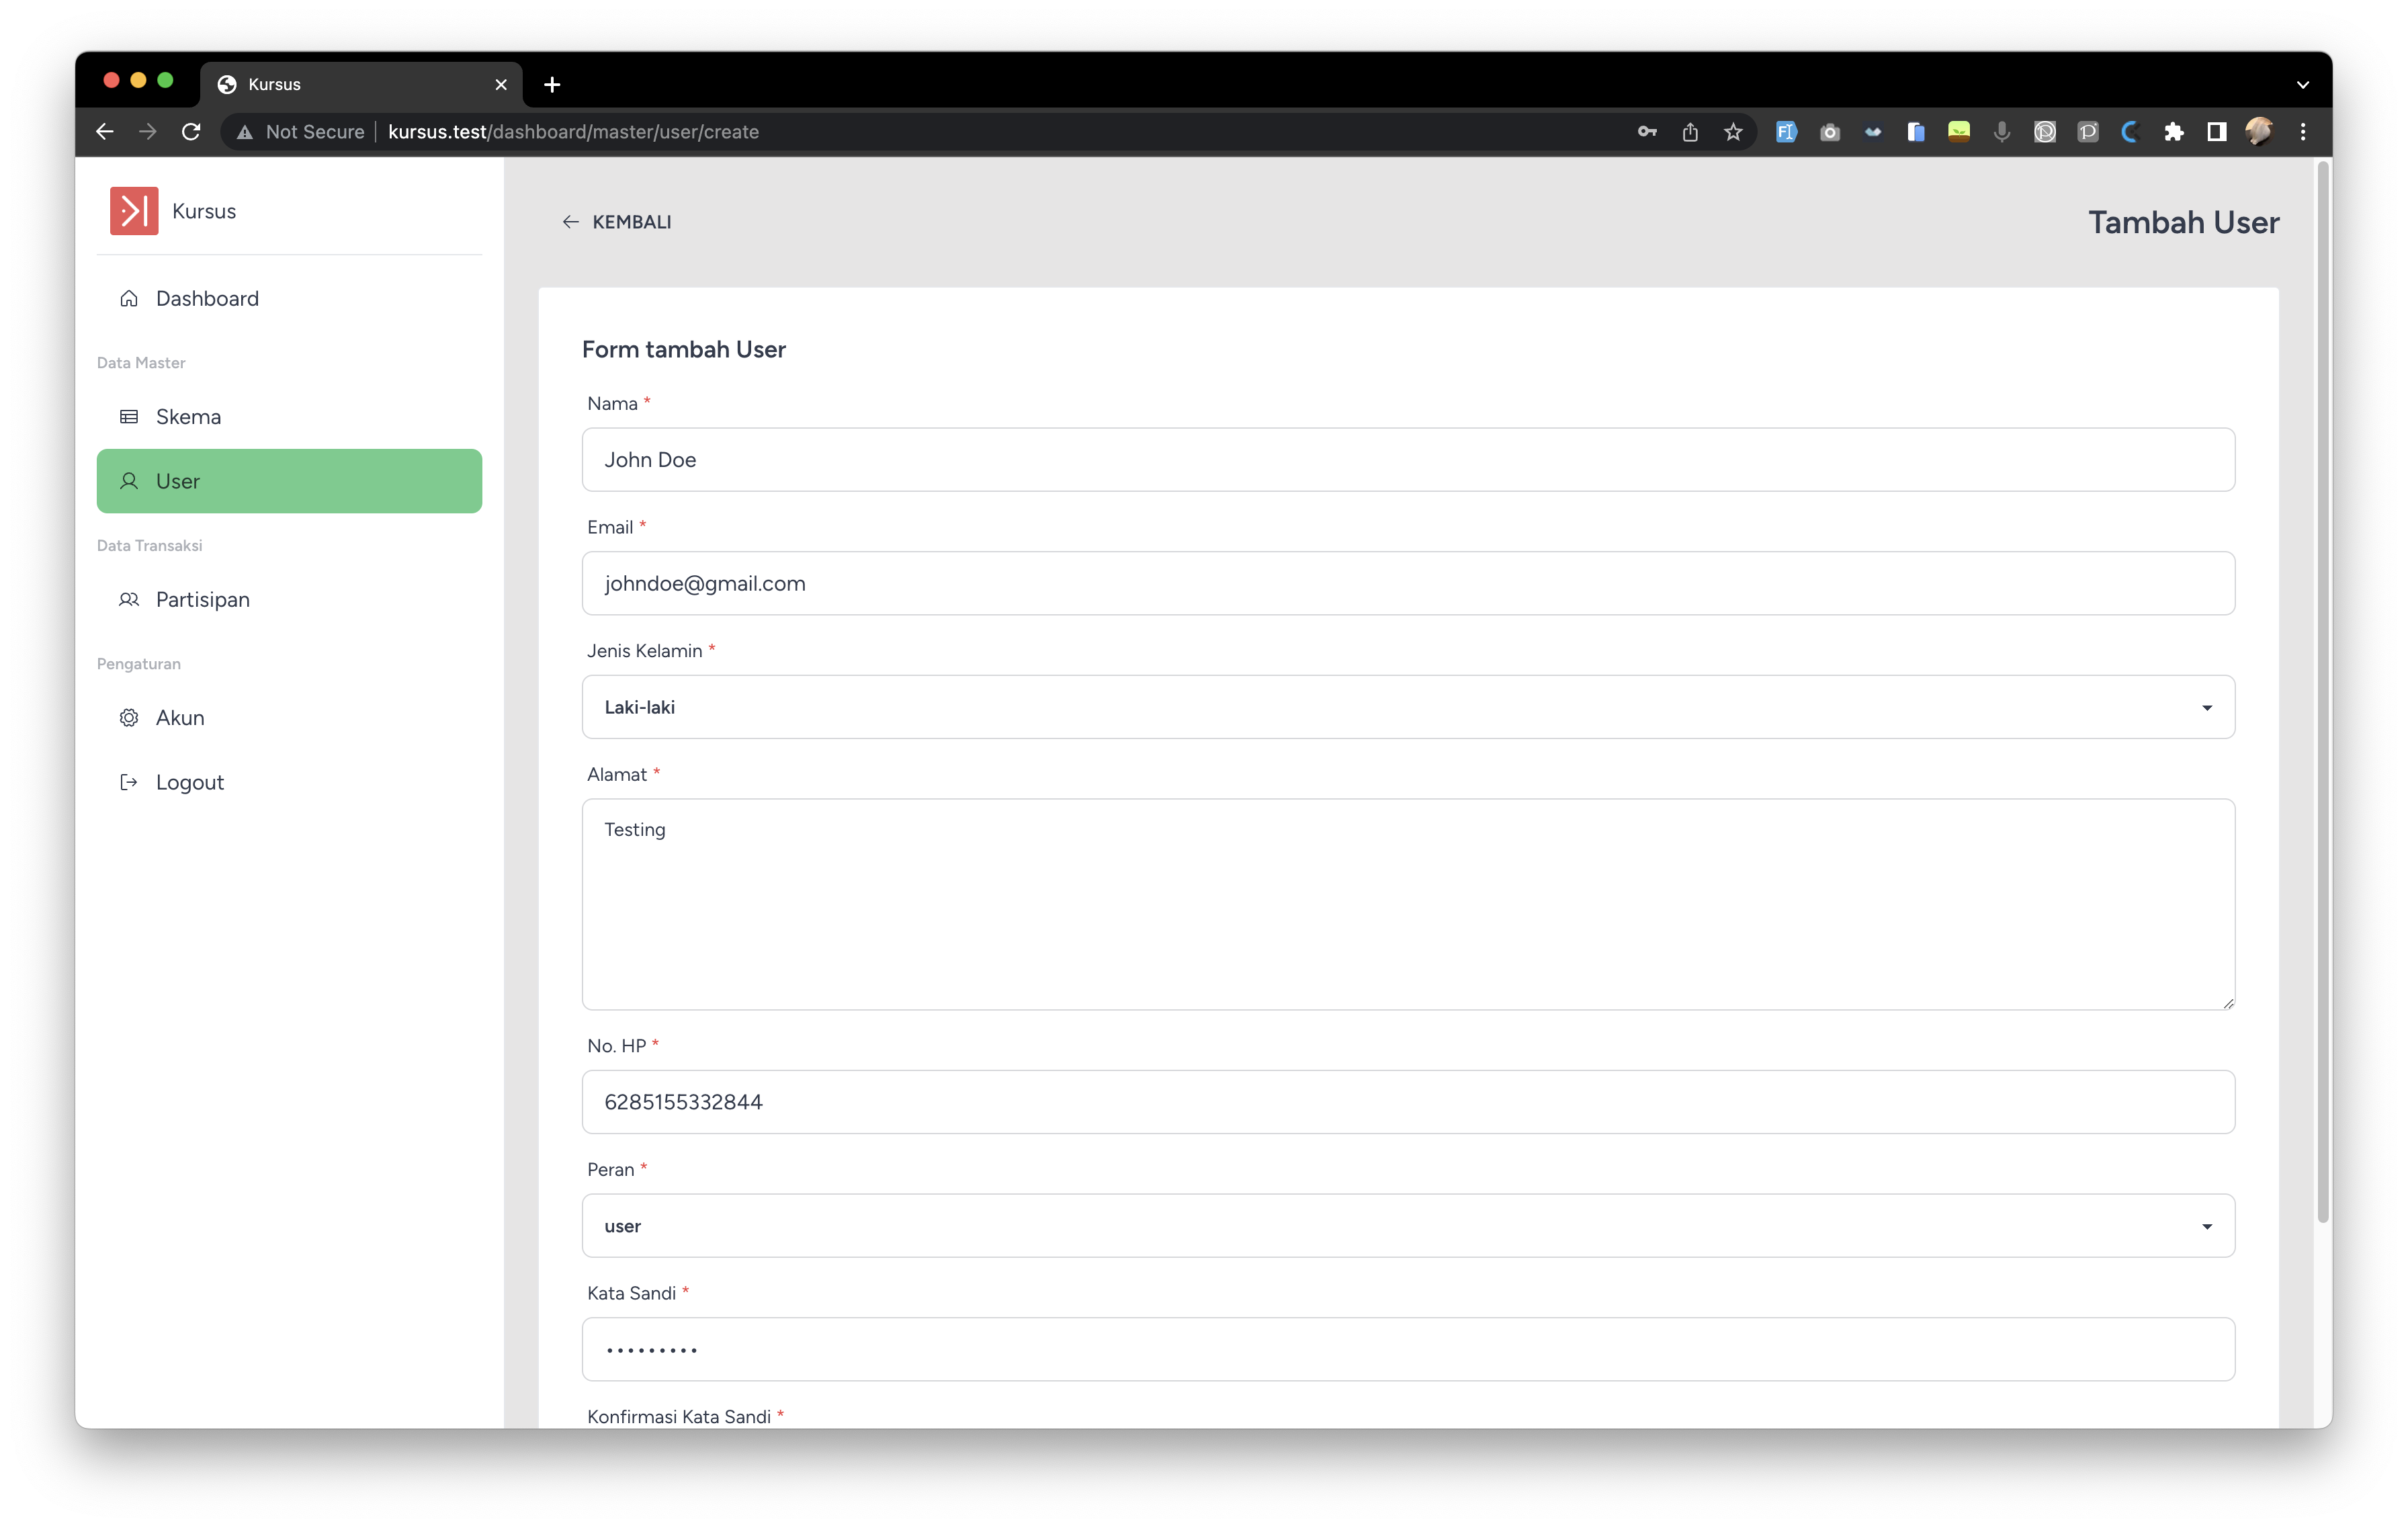 Kursus
Not Secure kursus.test/dashboard/master/user/create
Kursus
Dashboard
Data Master
Skema
User
Data Transaksi
Partisipan
Pengaturan
Akun
Logout
KEMBALI
Tambah User
Form tambah User
Nama *
John Doe
Email *
johndoe@gmail.com
Jenis Kelamin *
Laki-laki
Alamat *
Testing
No. HP *
6285155332844
Peran *
user
Kata Sandi *
•••••••••
Konfirmasi Kata Sandi *